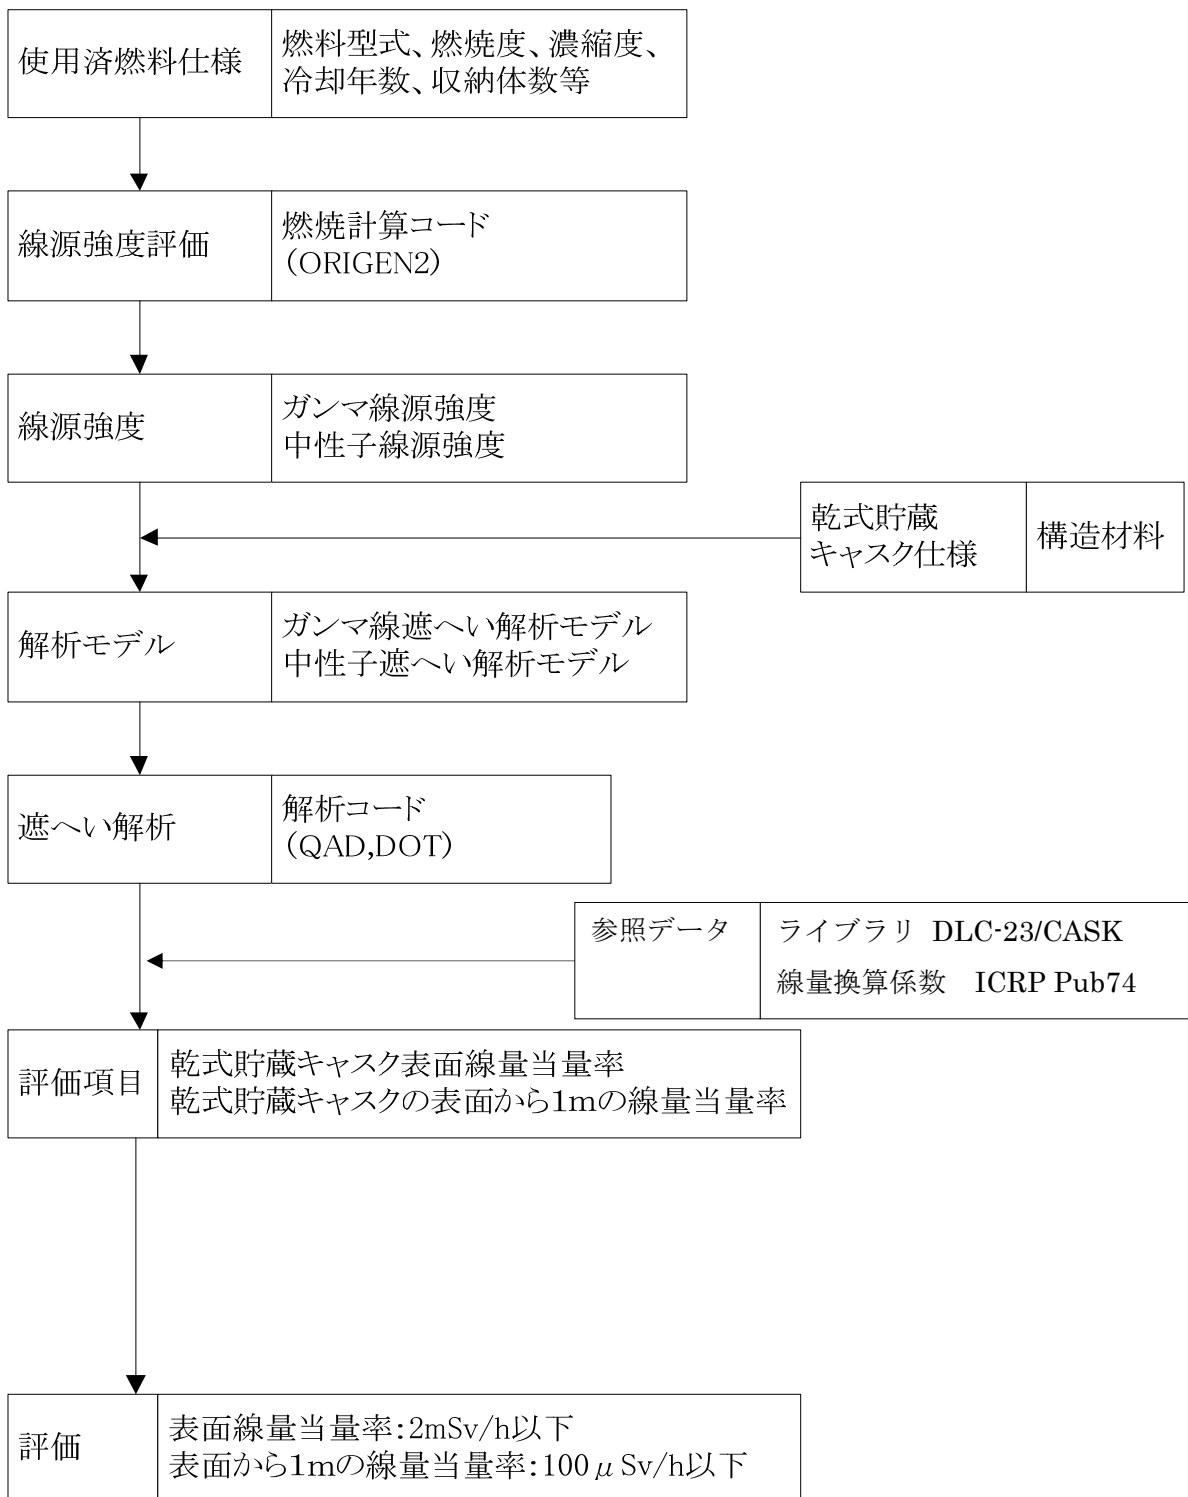 使用済燃料仕様
燃料型式、燃焼度、濃縮度、
冷却年数、収納体数等
線源強度評価
燃焼計算コード
(ORIGEN2)
線源強度
ガンマ線源強度
中性子線源強度
乾式貯蔵
キャスク仕様
構造材料
解析モデル
ガンマ線遮へい解析モデル
中性子遮へい解析モデル
遮へい解析
解析コード
(QAD,DOT)
参照データ
ライブラリ DLC-23/CASK
線量換算係数 ICRP Pub74
評価項目
乾式貯蔵キャスク表面線量当量率
乾式貯蔵キャスクの表面から1mの線量当量率
評価
表面線量当量率:2mSv/h以下
表面から1mの線量当量率:100μSv/h以下